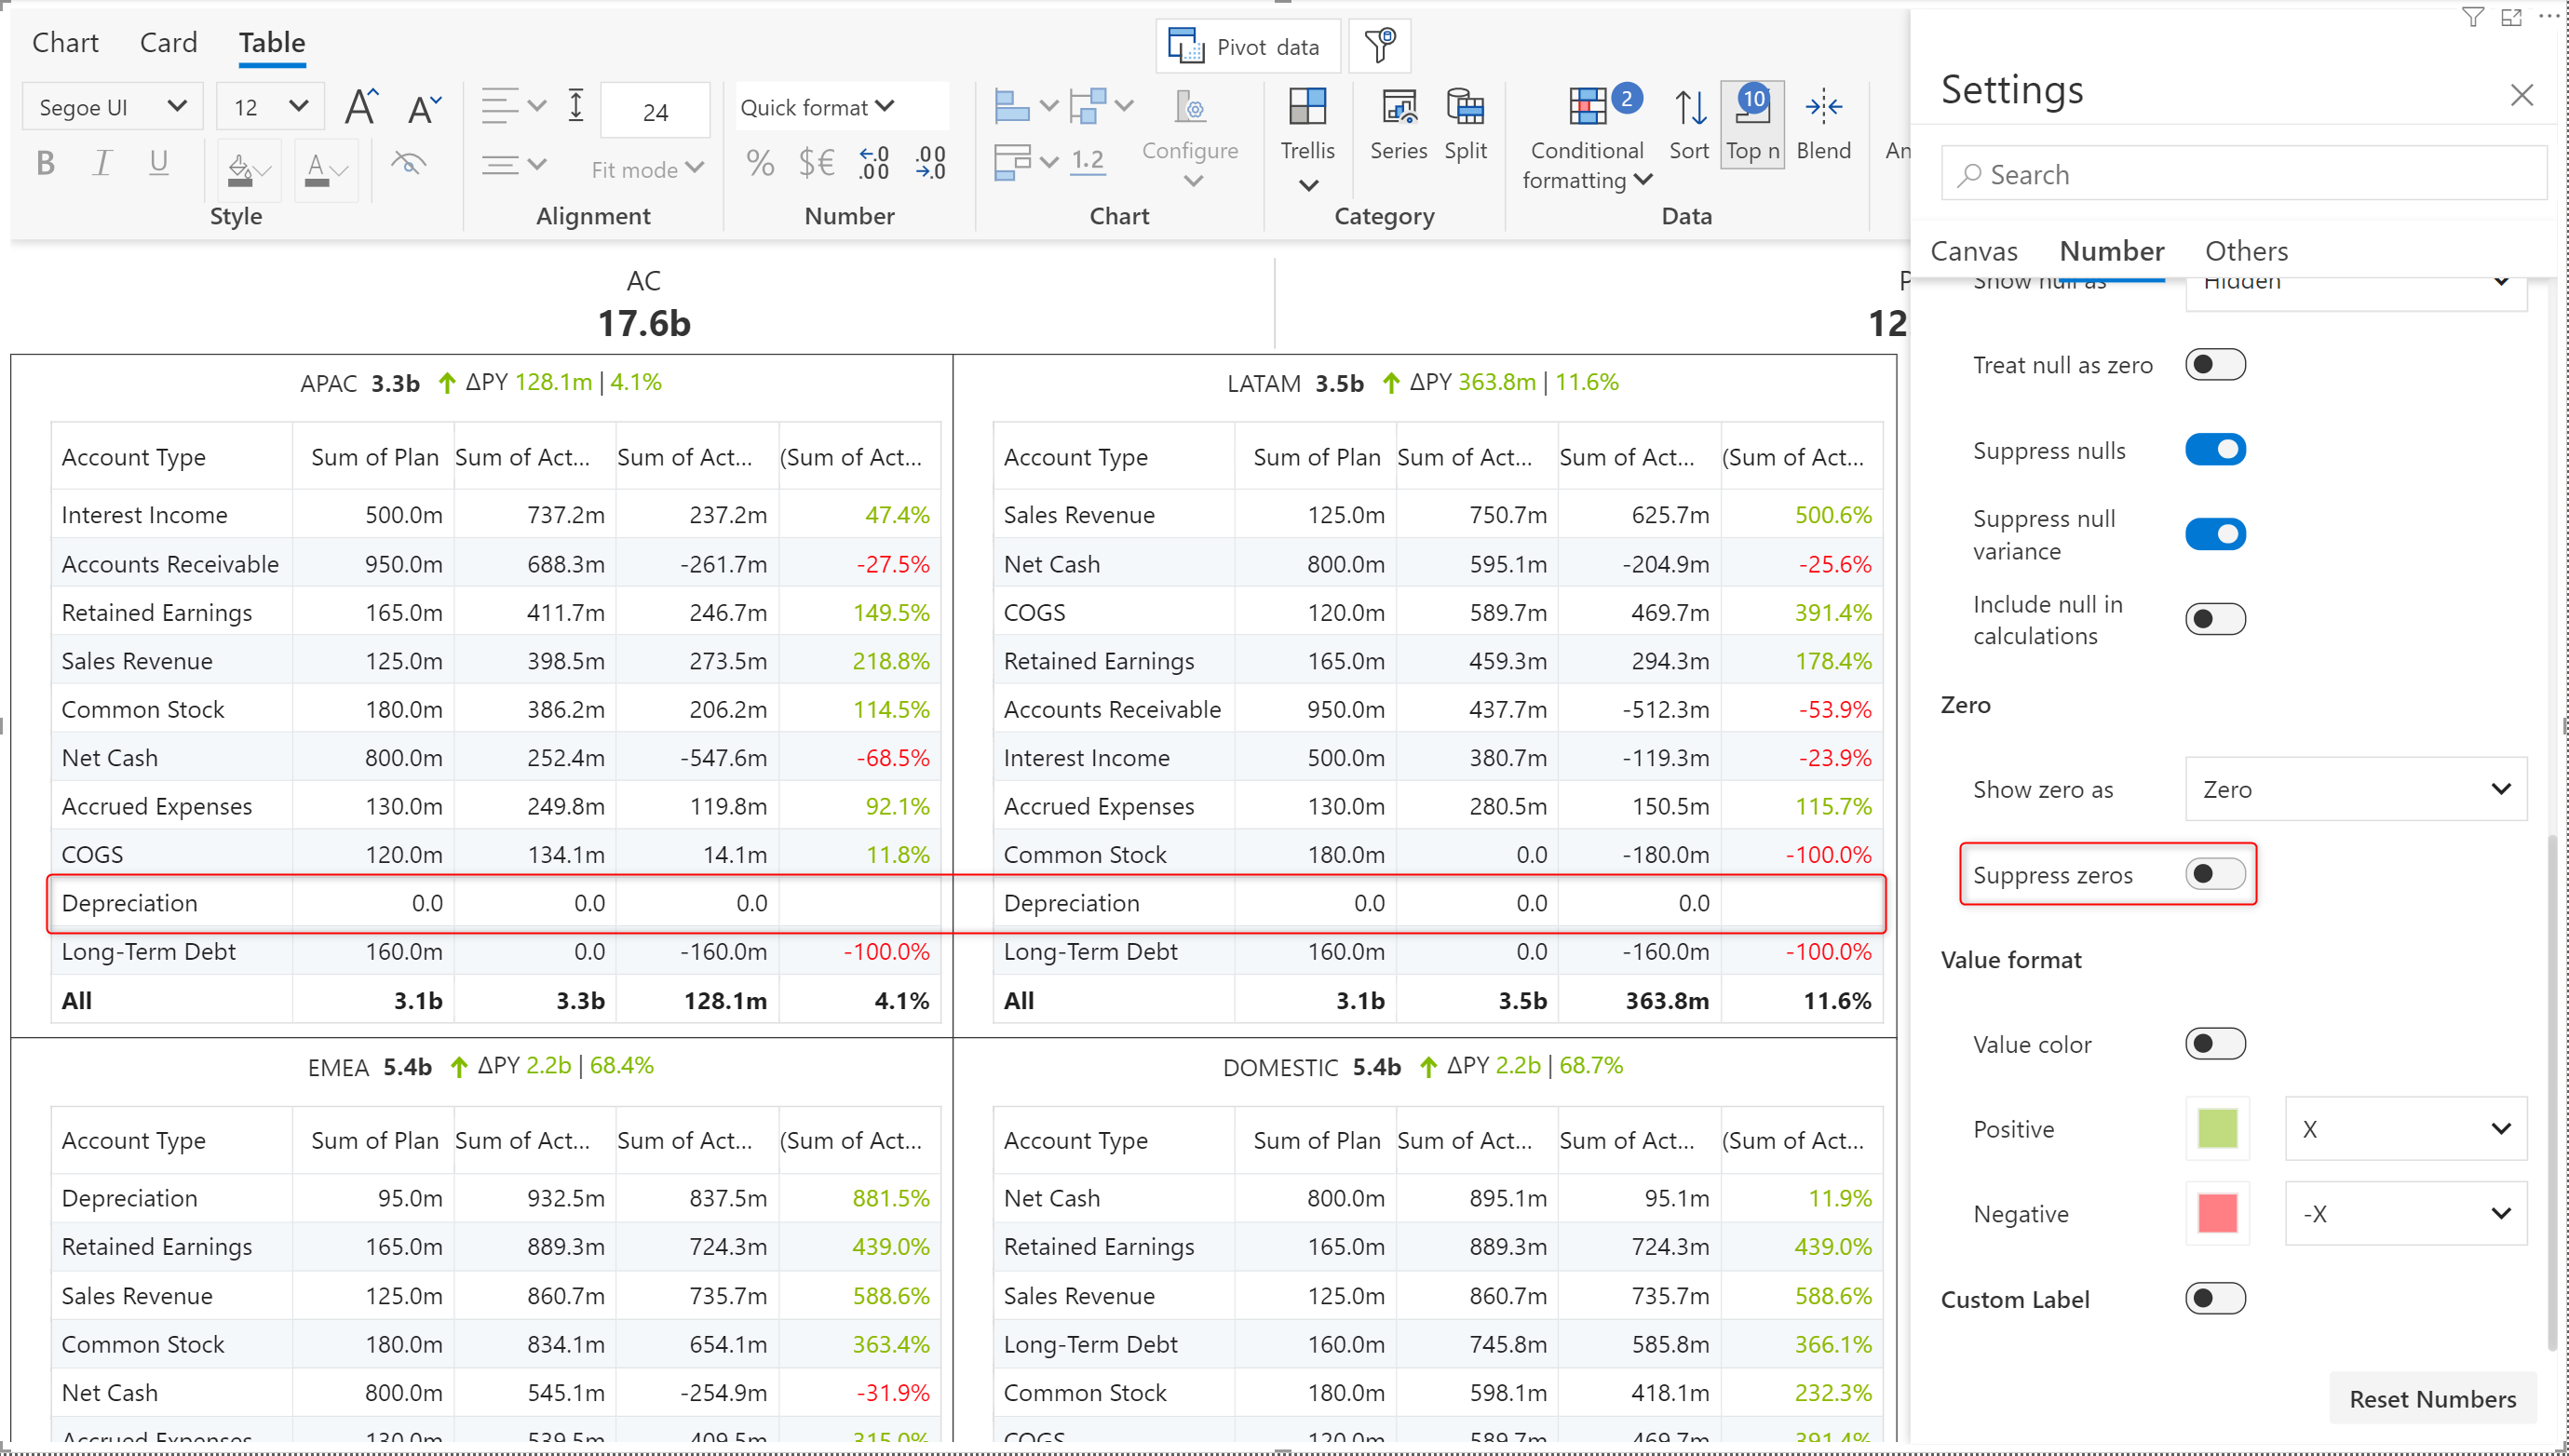 Chart Card Table
Pivot data
Segoe UI 12 A A 24 Quick format
Conditional formatting 2 Sort 10 Top n Blend An
B I U A Fit mode % $€ .0 .00 .00 .0 1.2 Configure Trellis Series Split
Style Alignment Number Chart Category Data
AC P
17.6b 12
APAC 3.3b ΔPY 128.1m | 4.1%
Account Type Sum of Plan Sum of Act... Sum of Act... (Sum of Act...
Interest Income 500.0m 737.2m 237.2m 47.4%
Accounts Receivable 950.0m 688.3m -261.7m -27.5%
Retained Earnings 165.0m 411.7m 246.7m 149.5%
Sales Revenue 125.0m 398.5m 273.5m 218.8%
Common Stock 180.0m 386.2m 206.2m 114.5%
Net Cash 800.0m 252.4m -547.6m -68.5%
Accrued Expenses 130.0m 249.8m 119.8m 92.1%
COGS 120.0m 134.1m 14.1m 11.8%
Depreciation 0.0 0.0 0.0
Long-Term Debt 160.0m 0.0 -160.0m -100.0%
All 3.1b 3.3b 128.1m 4.1%
LATAM 3.5b ΔPY 363.8m | 11.6%
Account Type Sum of Plan Sum of Act... Sum of Act... (Sum of Act...
Sales Revenue 125.0m 750.7m 625.7m 500.6%
Net Cash 800.0m 595.1m -204.9m -25.6%
COGS 120.0m 589.7m 469.7m 391.4%
Retained Earnings 165.0m 459.3m 294.3m 178.4%
Accounts Receivable 950.0m 437.7m -512.3m -53.9%
Interest Income 500.0m 380.7m -119.3m -23.9%
Accrued Expenses 130.0m 280.5m 150.5m 115.7%
Common Stock 180.0m 0.0 -180.0m -100.0%
Depreciation 0.0 0.0 0.0
Long-Term Debt 160.0m 0.0 -160.0m -100.0%
All 3.1b 3.5b 363.8m 11.6%
EMEA 5.4b ΔPY 2.2b | 68.4%
Account Type Sum of Plan Sum of Act... Sum of Act... (Sum of Act...
Depreciation 95.0m 932.5m 837.5m 881.5%
Retained Earnings 165.0m 889.3m 724.3m 439.0%
Sales Revenue 125.0m 860.7m 735.7m 588.6%
Common Stock 180.0m 834.1m 654.1m 363.4%
Net Cash 800.0m 545.1m -254.9m -31.9%
Accrued Expenses 130.0m 539.5m 409.5m 315.0%
DOMESTIC 5.4b ΔPY 2.2b | 68.7%
Account Type Sum of Plan Sum of Act... Sum of Act... (Sum of Act...
Net Cash 800.0m 895.1m 95.1m 11.9%
Retained Earnings 165.0m 889.3m 724.3m 439.0%
Sales Revenue 125.0m 860.7m 735.7m 588.6%
Long-Term Debt 160.0m 745.8m 585.8m 366.1%
Common Stock 180.0m 598.1m 418.1m 232.3%
COGS 120.0m 589.7m 469.7m 391.4%
Settings
Search
Canvas Number Others
Show null as Hidden
Treat null as zero
Suppress nulls
Suppress null
variance
Include null in
calculations
Zero
Show zero as Zero
Suppress zeros
Value format
Value color
Positive X
Negative -X
Custom Label
Reset Numbers